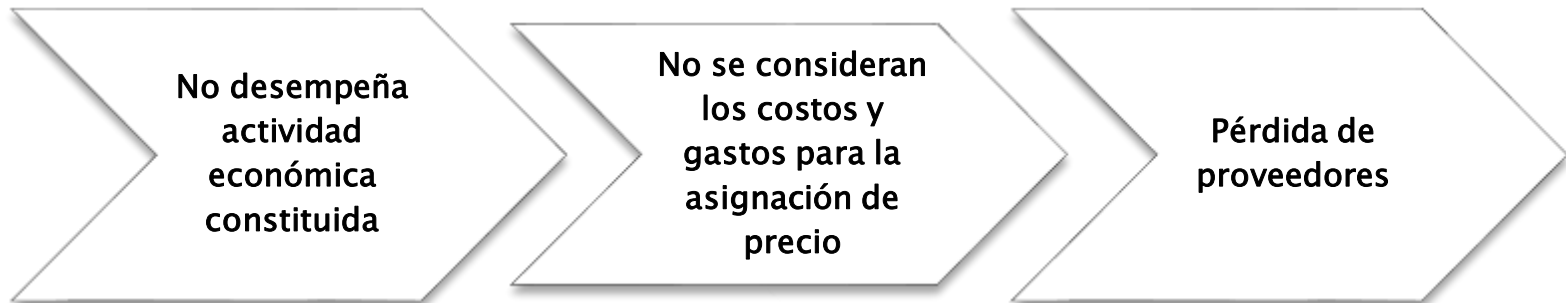 No desempeña
actividad
económica
constituida
No se consideran
los costos y
gastos para la
asignación de
precio
Pérdida de
proveedores